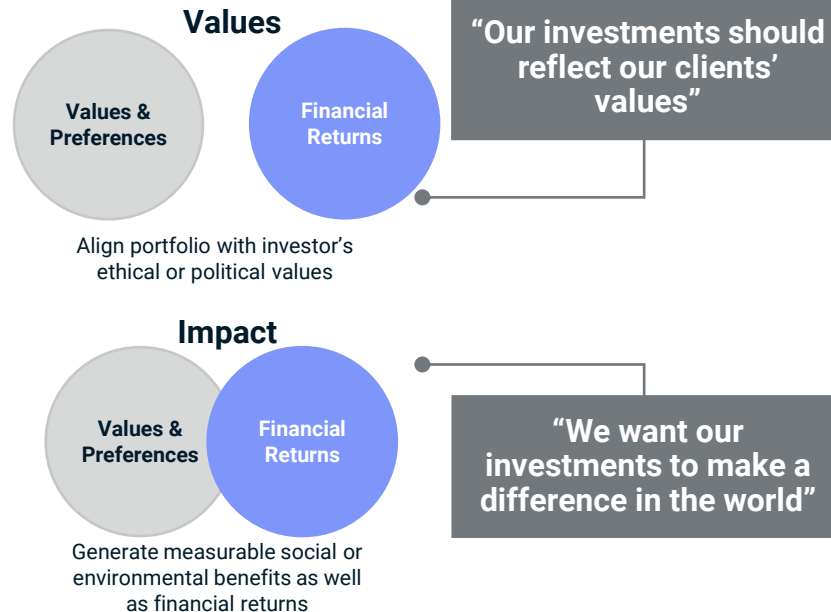 Values
Values &
Preferences
Financial
Returns
“Our investments should
reflect our clients’
values”
Align portfolio with investor’s
ethical or political values
Impact
Values &
Preferences
Financial
Returns
“We want our
investments to make a
difference in the world”
Generate measurable social or
environmental benefits as well
as financial returns